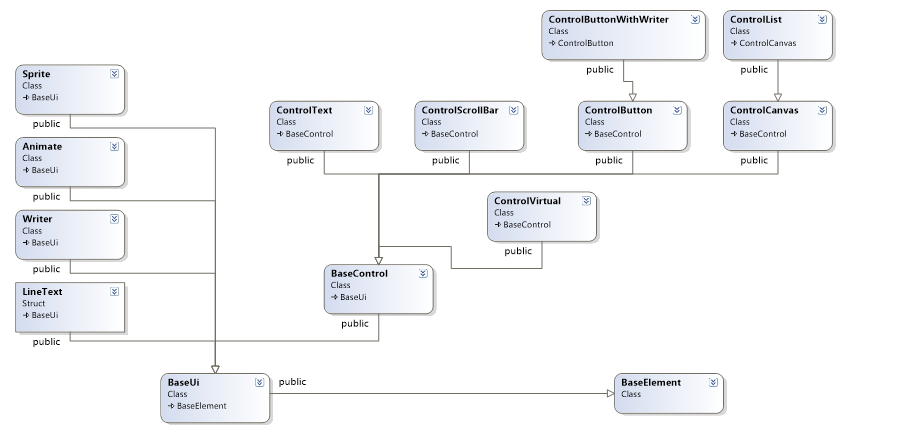 ControlButtonWithWriter
Class
ControlButton
public
ControlList
Class
ControlCanvas
public
Sprite
Class
BaseUi
public
ControlText
Class
BaseControl
public
ControlScrollBar
Class
BaseControl
public
ControlButton
Class
BaseControl
public
ControlCanvas
Class
BaseControl
public
Animate
Class
BaseUi
public
ControlVirtual
Class
BaseControl
public
Writer
Class
BaseUi
public
BaseControl
Class
BaseUi
public
LineText
Struct
BaseUi
public
BaseUi
Class
BaseElement
public
BaseElement
Class